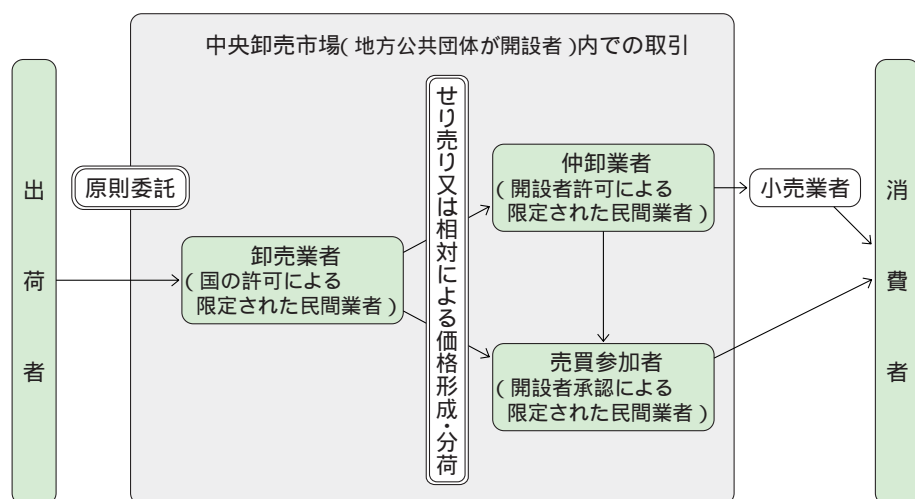 中央卸売市場(地方公共団体が開設者)内での取引
出荷者
原則委託
卸売業者
(国の許可による
限定された民間業者)
せり売り又は相対による価格形成・分荷
仲卸業者
(開設者許可による
限定された民間業者)
売買参加者
(開設者承認による
限定された民間業者)
小売業者
消費者